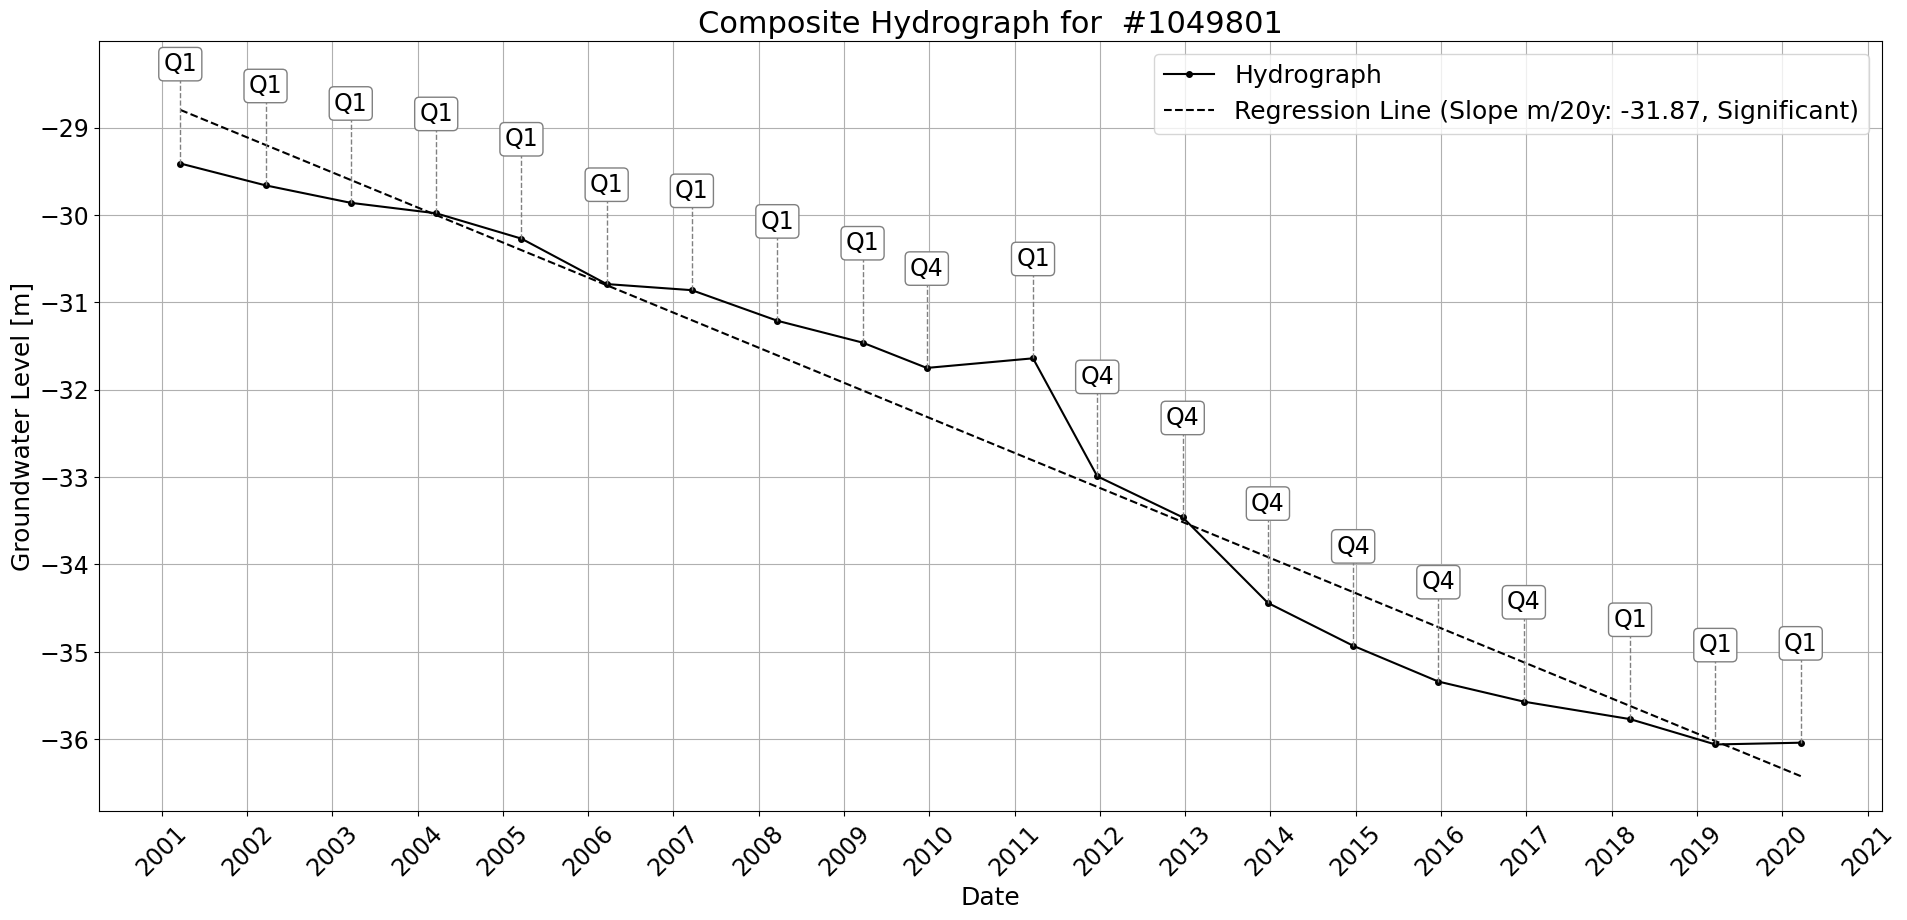 Composite Hydrograph for  #1049801
Hydrograph
Regression Line (Slope m/20y: -31.87, Significant)
Q1
Q1
Q1
Q1
Q1
Q1
Q1
Q1
Q1
Q4
Q1
Q4
Q4
Q4
Q4
Q4
Q4
Q1
Q1
Q1
Groundwater Level [m]
−29
−30
−31
−32
−33
−34
−35
−36
2001
2002
2003
2004
2005
2006
2007
2008
2009
2010
2011
2012
2013
2014
2015
2016
2017
2018
2019
2020
2021
Date